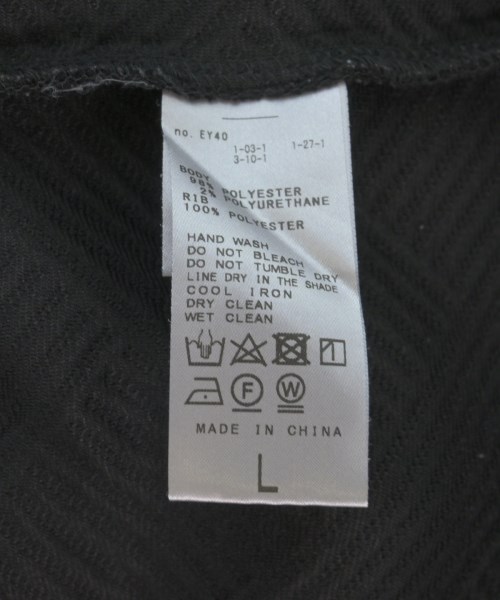 no. EY40
1-03-1 1-27-1
3-10-1
BODY
98% POLYESTER
2% POLYURETHANE
RIB
100% POLYESTER
HAND WASH
DO NOT BLEACH
DO NOT TUMBLE DRY
LINE DRY IN THE SHADE
COOL IRON
DRY CLEAN
WET CLEAN
F W
MADE IN CHINA
L